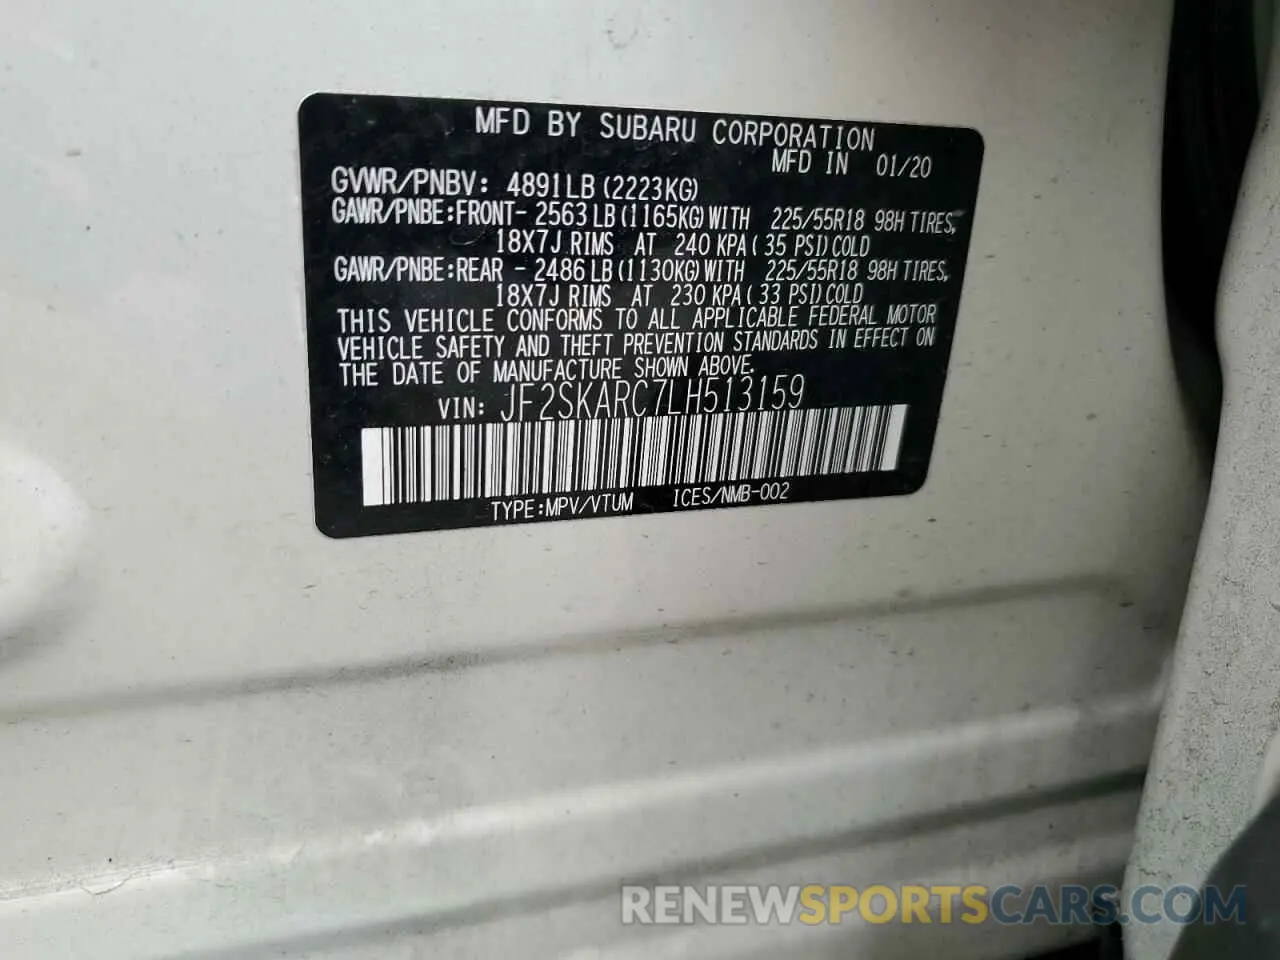 MFD BY SUBARU CORPORATION
MFD IN 01/20
GVWR/PNBV: 4891LB (2223KG)
GAWR/PNBE:FRONT- 2563LB(1165KG)WITH 225/55R18 98H TIRES,
18X7J RIMS AT 240 KPA( 35 PSI)COLD
GAWR/PNBE:REAR - 2486LB(1130KG)WITH 225/55R18 98H TIRES,
18X7J RIMS AT 230 KPA( 33 PSI)COLD
THIS VEHICLE CONFORMS TO ALL APPLICABLE FEDERAL MOTOR
VEHICLE SAFETY AND THEFT PREVENTION STANDARDS IN EFFECT ON
THE DATE OF MANUFACTURE SHOWN ABOVE.
VIN: JF2SKARC7LH513159
TYPE:MPV/VTUM ICES/NMB-002
RENEWSPORTSCARS.COM